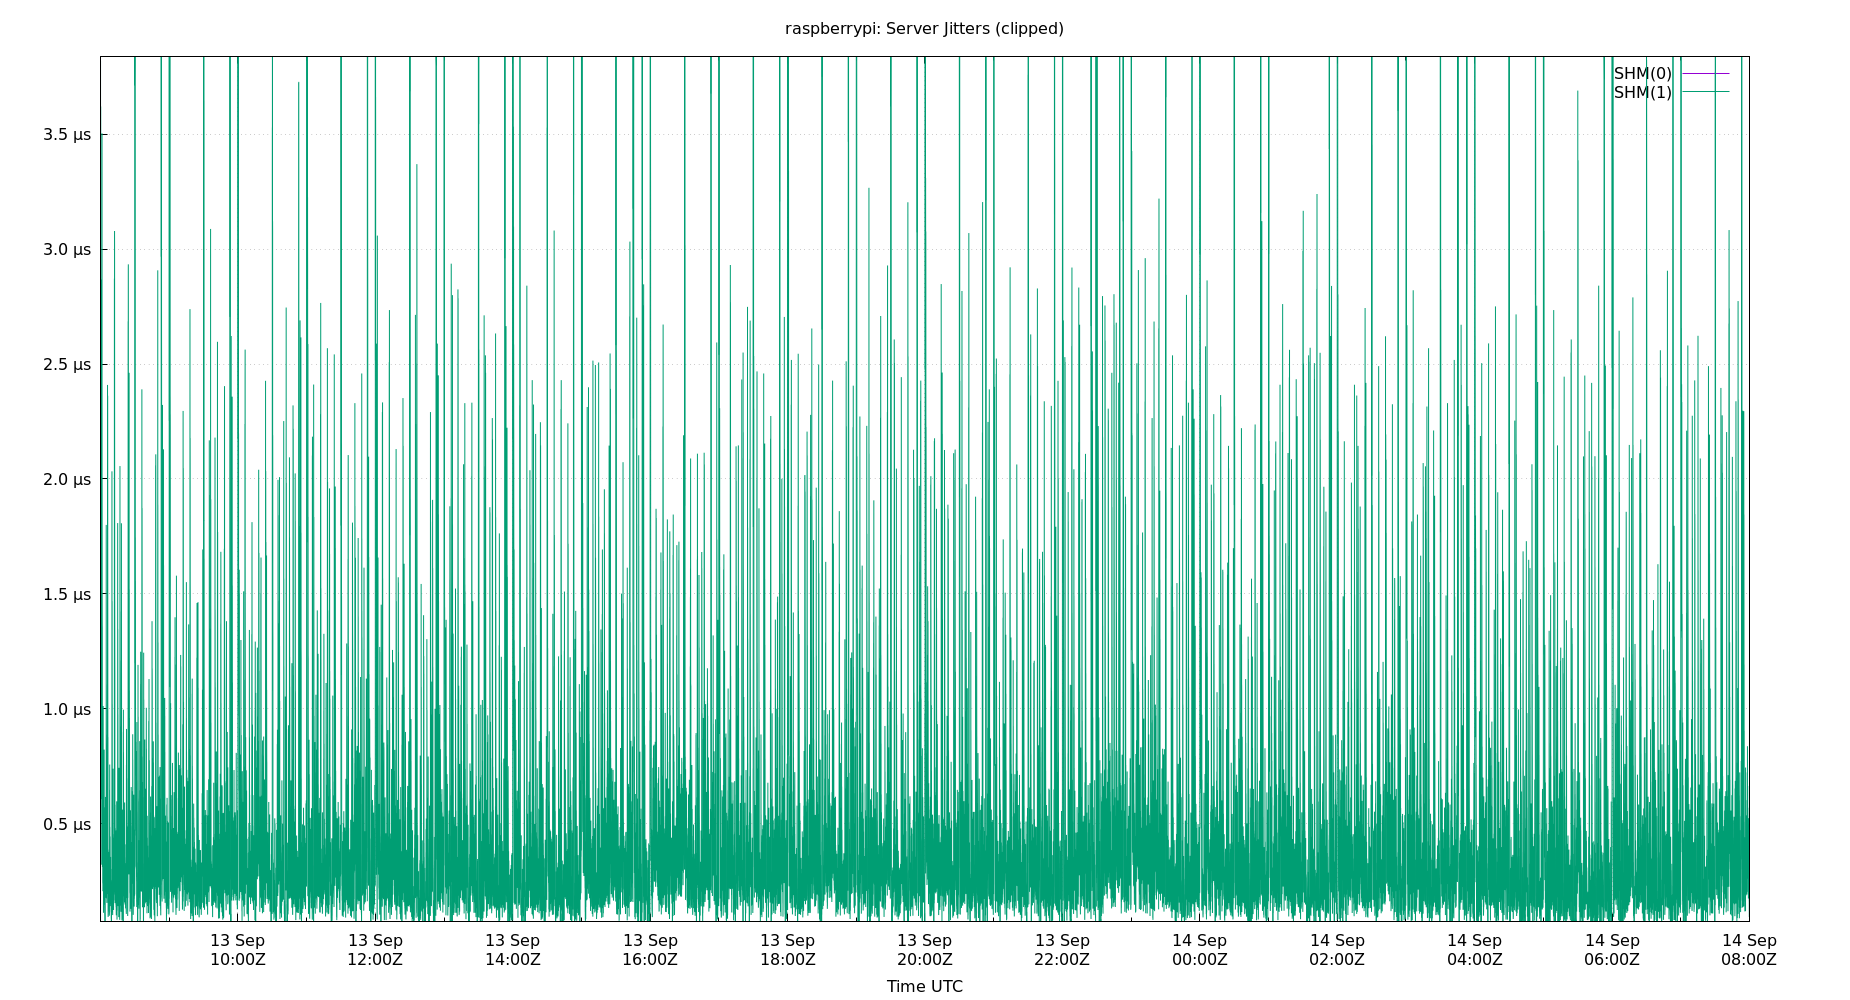 raspberrypi: Server Jitters (clipped)
SHM(0)
SHM(1)
3.5 µs
3.0 µs
2.5 µs
2.0 µs
1.5 µs
1.0 µs
0.5 µs
13 Sep 13 Sep 13 Sep 13 Sep 13 Sep 13 Sep 13 Sep 14 Sep 14 Sep 14 Sep 14 Sep 14 Sep
10:00Z 12:00Z 14:00Z 16:00Z 18:00Z 20:00Z 22:00Z 00:00Z 02:00Z 04:00Z 06:00Z 08:00Z
Time UTC